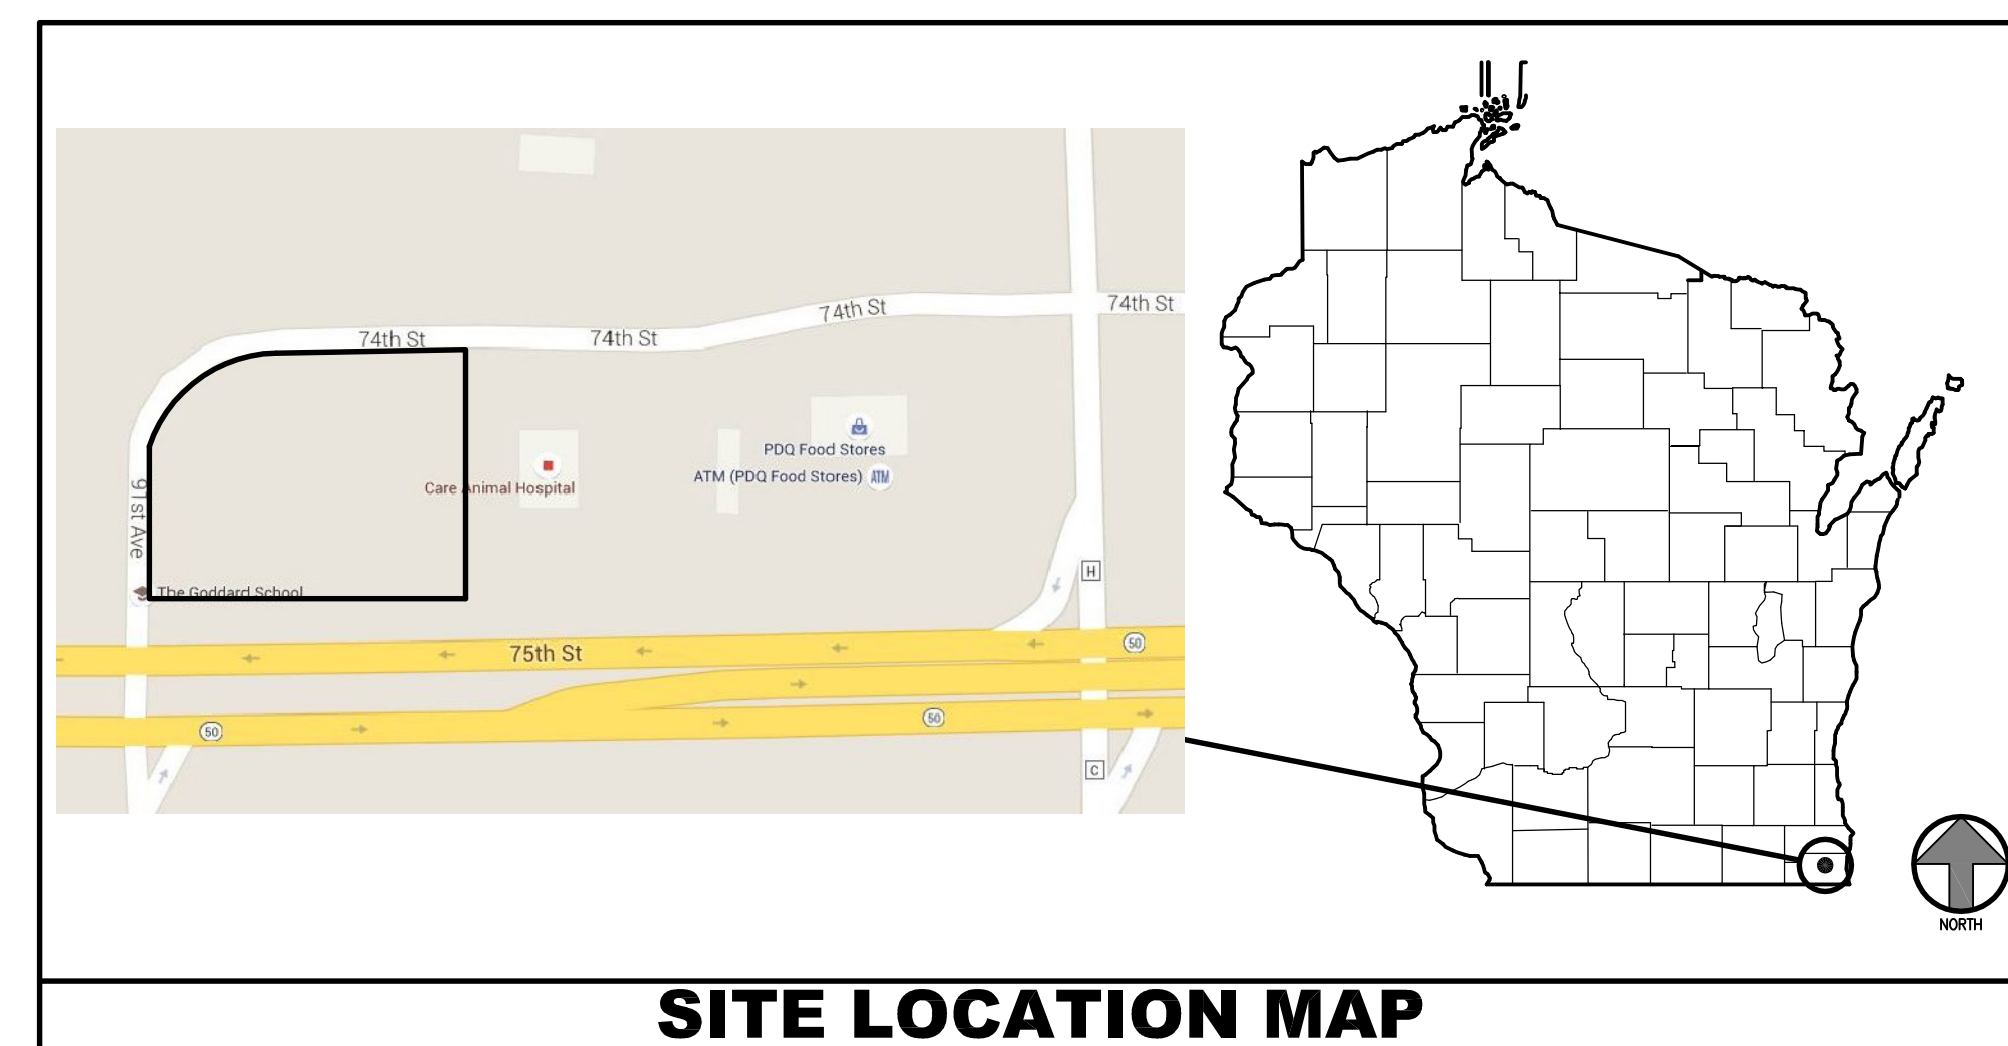 74th St
74th St
74th St
74th St
PDQ Food Stores
ATM (PDQ Food Stores) ATM
Care Animal Hospital
91st Ave
H
The Goddard School
75th St
50
50
50
C
NORTH
SITE LOCATION MAP